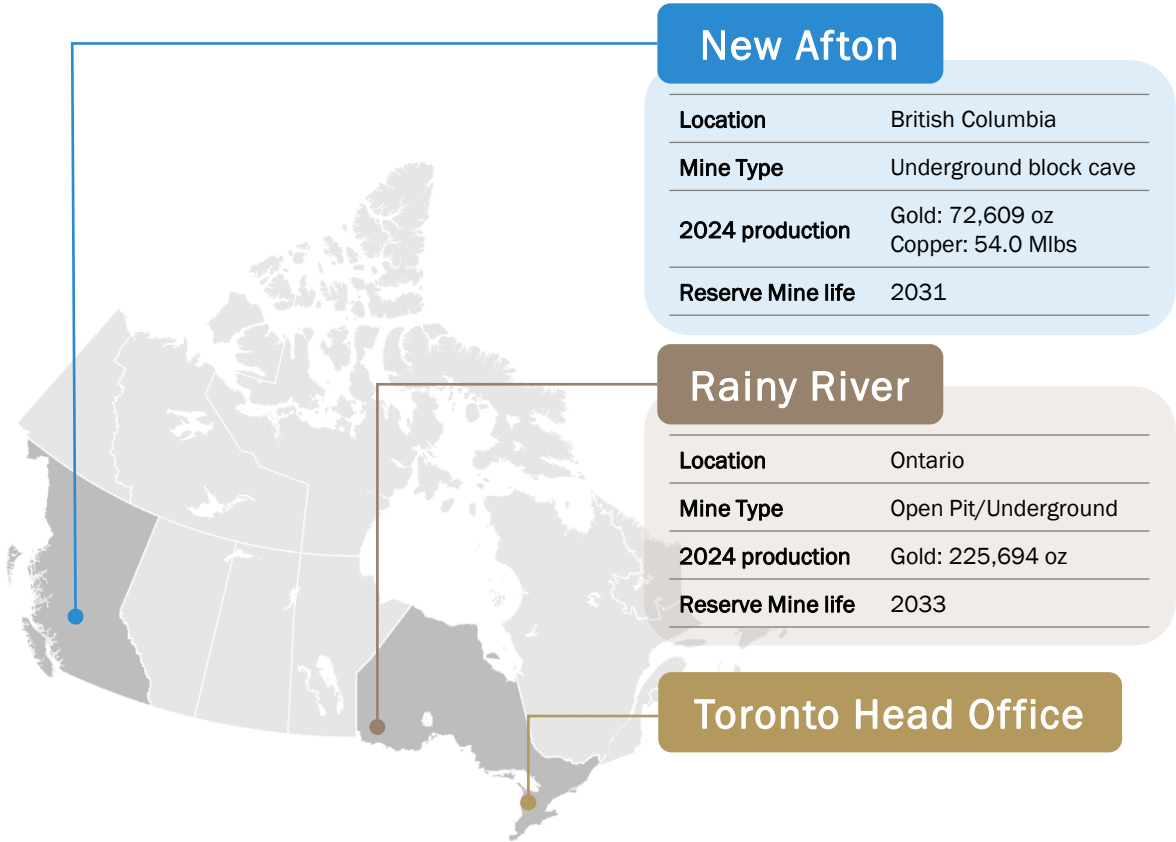 New Afton
Location British Columbia
Mine Type Underground block cave
2024 production Gold: 72,609 oz
Copper: 54.0 Mlbs
Reserve Mine life 2031
Rainy River
Location Ontario
Mine Type Open Pit/Underground
2024 production Gold: 225,694 oz
Reserve Mine life 2033
Toronto Head Office